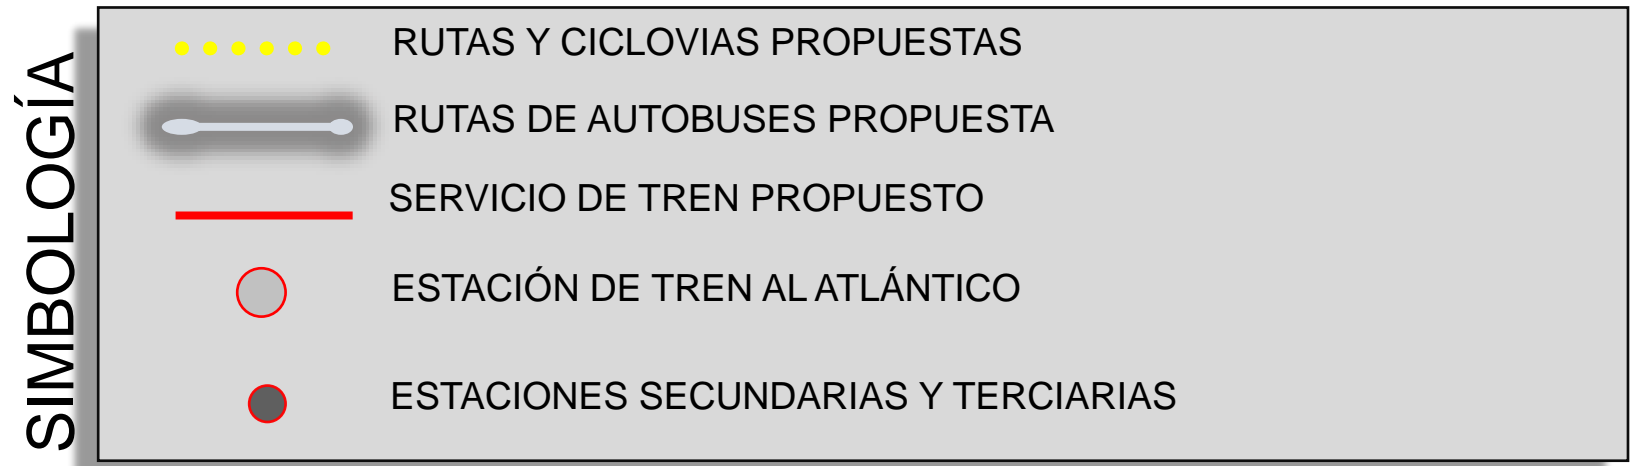 SIMBOLOGÍA
RUTAS Y CICLOVIAS PROPUESTAS
RUTAS DE AUTOBUSES PROPUESTA
SERVICIO DE TREN PROPUESTO
ESTACIÓN DE TREN AL ATLÁNTICO
ESTACIONES SECUNDARIAS Y TERCIARIAS